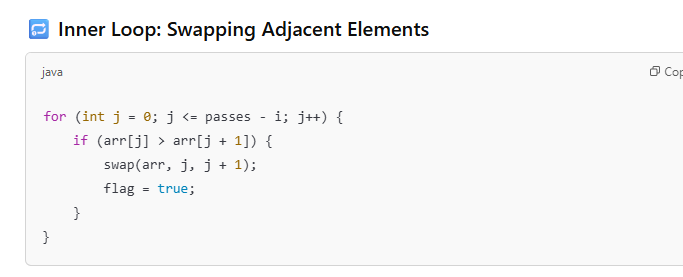 Inner Loop: Swapping Adjacent Elements
java
Cop
for (int j = 0; j <= passes - i; j++) {
    if (arr[j] > arr[j + 1]) {
        swap(arr, j, j + 1);
        flag = true;
    }
}